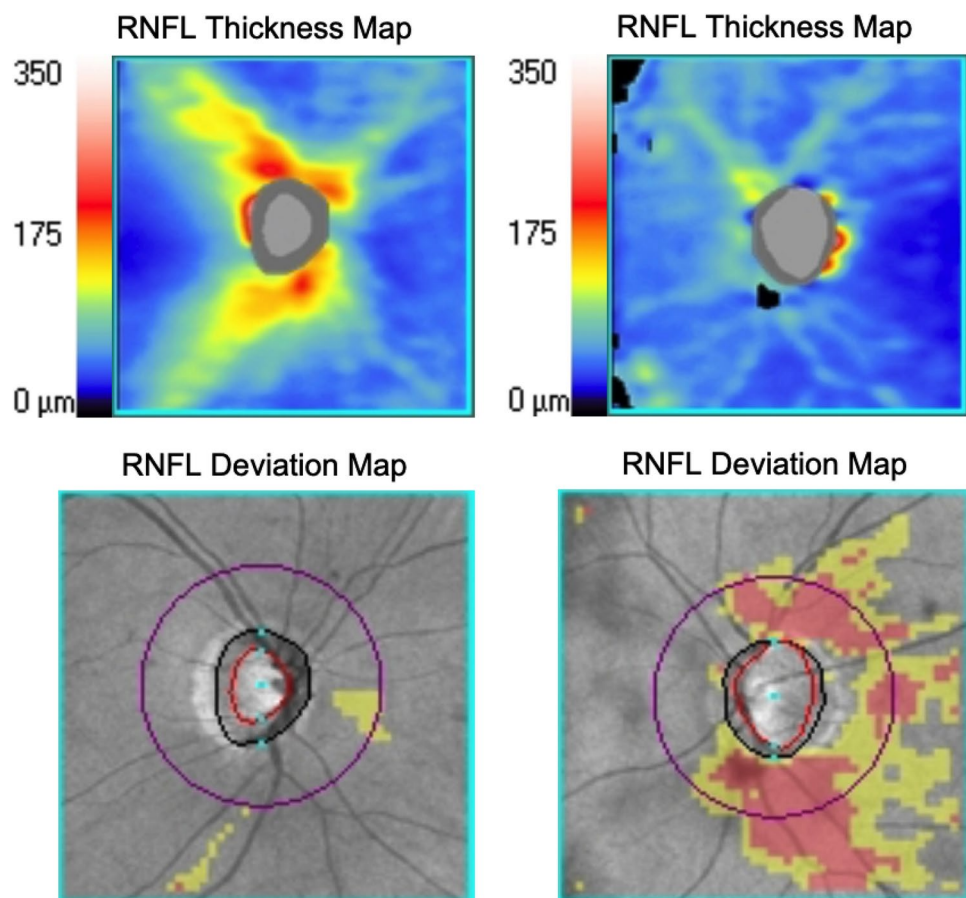 RNFL Thickness Map
RNFL Thickness Map
350
350
175
175
0 µm
0 µm
RNFL Deviation Map
RNFL Deviation Map